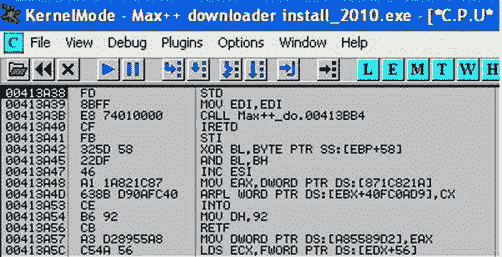 KernelMode - Max++ downloader install_2010.exe - [*C.P.U*
C File View Debug Plugins Options Window Help
L E M T W H
00413A38 FD STD
00413A39 8BFF MOV EDI,EDI
00413A3B E8 74010000 CALL Max++_do.00413BB4
00413A40 CF IRETD
00413A41 FB STI
00413A42 325D 58 XOR BL,BYTE PTR SS:[EBP+58]
00413A45 22DF AND BL,BH
00413A47 46 INC ESI
00413A48 A1 1A821C87 MOV EAX,DWORD PTR DS:[871C821A]
00413A4D 638B D90AFC40 ARPL WORD PTR DS:[EBX+40FC0AD9],CX
00413A53 CE INTO
00413A54 B6 92 MOV DH,92
00413A56 CB RETF
00413A57 A3 D28955A8 MOV DWORD PTR DS:[A85589D2],EAX
00413A5C C54A 56 LDS ECX,FWORD PTR DS:[EDX+56]